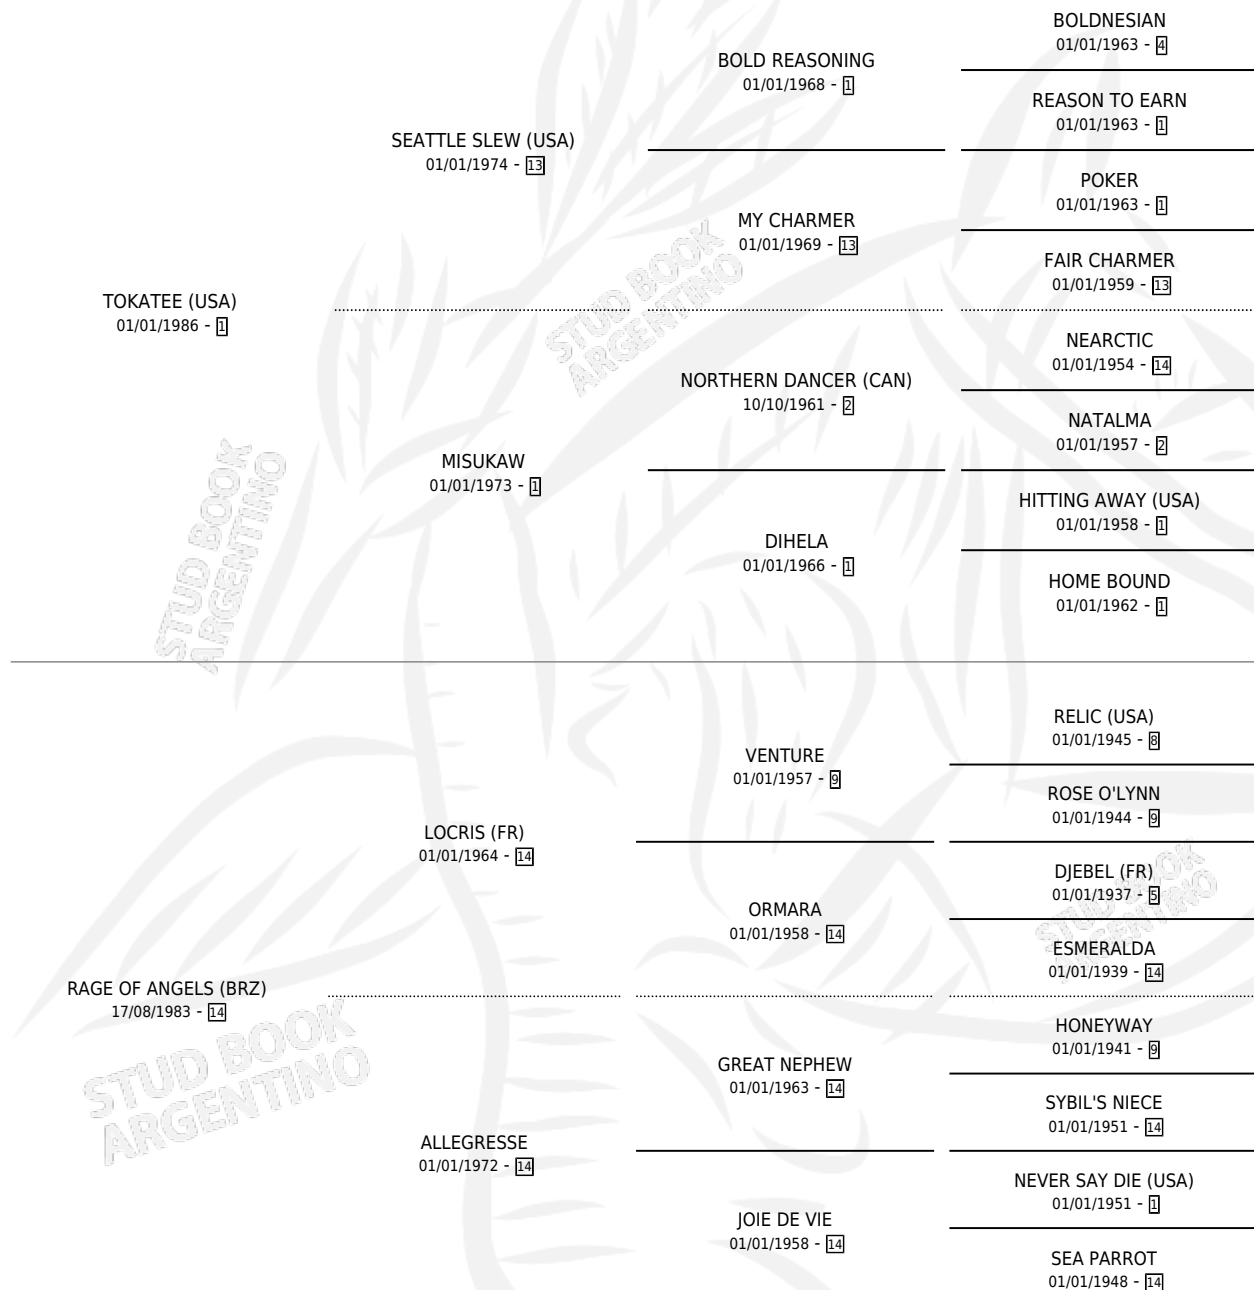 BOLDNESIAN
01/01/1963 - 4
BOLD REASONING
01/01/1968 - 1
REASON TO EARN
01/01/1963 - 1
SEATTLE SLEW (USA)
01/01/1974 - 13
POKER
01/01/1963 - 1
MY CHARMER
01/01/1969 - 13
FAIR CHARMER
01/01/1959 - 13
TOKATEE (USA)
01/01/1986 - 1
STUD BOOK
ARGENTINO
NEARCTIC
01/01/1954 - 14
NORTHERN DANCER (CAN)
10/10/1961 - 2
NATALMA
01/01/1957 - 2
MISUKAW
01/01/1973 - 1
HITTING AWAY (USA)
01/01/1958 - 1
DIHELA
01/01/1966 - 1
HOME BOUND
01/01/1962 - 1
STUD BOOK
ARGENTINO
RELIC (USA)
01/01/1945 - 8
VENTURE
01/01/1957 - 9
ROSE O'LYNN
01/01/1944 - 9
LOCRIS (FR)
01/01/1964 - 14
DJEBEL (FR)
01/01/1937 - 5
ORMARA
01/01/1958 - 14
STUD BOOK
ARGENTINO
ESMERALDA
01/01/1939 - 14
RAGE OF ANGELS (BRZ)
17/08/1983 - 14
HONEYWAY
01/01/1941 - 9
STUD BOOK
ARGENTINO
GREAT NEPHEW
01/01/1963 - 14
SYBIL'S NIECE
01/01/1951 - 14
ALLEGRESSE
01/01/1972 - 14
NEVER SAY DIE (USA)
01/01/1951 - 1
JOIE DE VIE
01/01/1958 - 14
SEA PARROT
01/01/1948 - 14